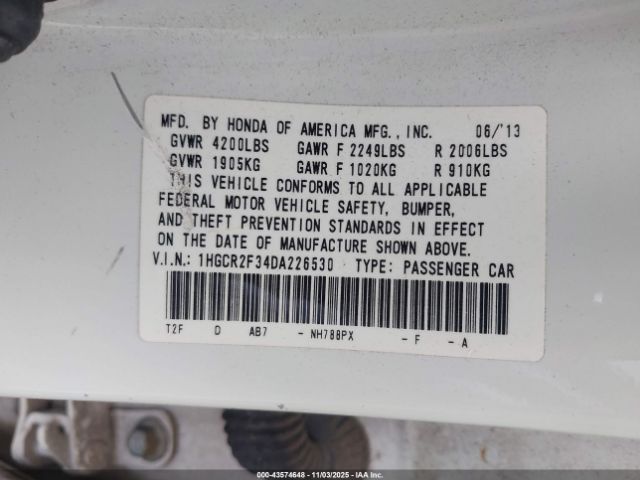 MFD. BY HONDA OF AMERICA MFG., INC. 06/'13
GVWR 4200LBS GAWR F 2249LBS R 2006LBS
GVWR 1905KG GAWR F 1020KG R 910KG
THIS VEHICLE CONFORMS TO ALL APPLICABLE
FEDERAL MOTOR VEHICLE SAFETY, BUMPER,
AND THEFT PREVENTION STANDARDS IN EFFECT
ON THE DATE OF MANUFACTURE SHOWN ABOVE.
V.I.N.: 1HGCR2F34DA226530 TYPE: PASSENGER CAR
T2F D AB7 - NH788PX - F - A
000-43574648 - 11/03/2025 - IAAI.COM